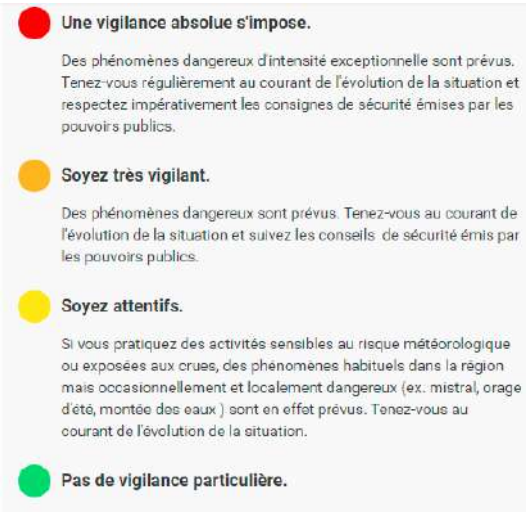 Une vigilance absolue s'impose.
Des phénomènes dangereux d'intensité exceptionnelle sont prévus.
Tenez-vous régulièrement au courant de l'évolution de la situation et
respectez impérativement les consignes de sécurité émises par les
pouvoirs publics.
Soyez très vigilant.
Des phénomènes dangereux sont prévus. Tenez-vous au courant de
l'évolution de la situation et suivez les conseils de sécurité émis par
les pouvoirs publics.
Soyez attentifs.
Si vous pratiquez des activités sensibles au risque météorologique
ou exposées aux crues, des phénomènes habituels dans la région
mais occasionnellement et localement dangereux (ex. mistral, orage
d'été, montée des eaux ) sont en effet prévus. Tenez-vous au
courant de l'évolution de la situation.
Pas de vigilance particulière.